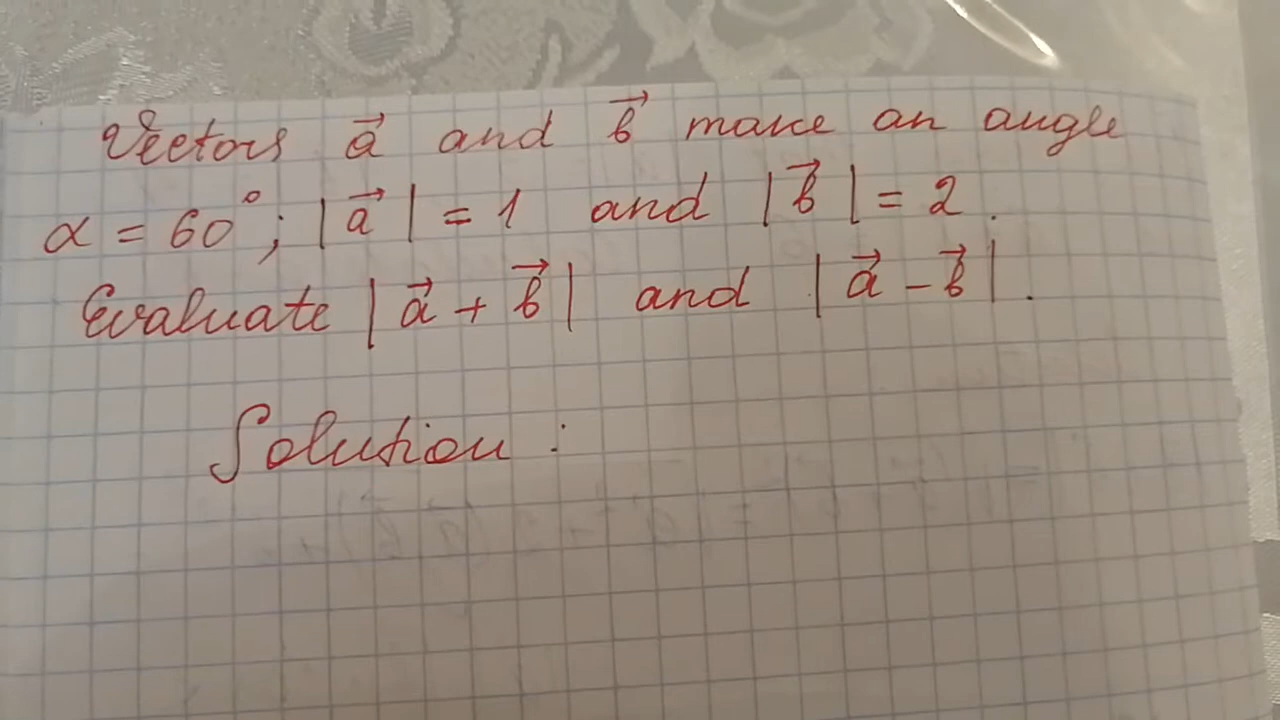 Vectors a⃗ and b⃗ make an angle
α = 60°; |a⃗| = 1 and |b⃗| = 2.
Evaluate |a⃗ + b⃗| and |a⃗ − b⃗|.
Solution: